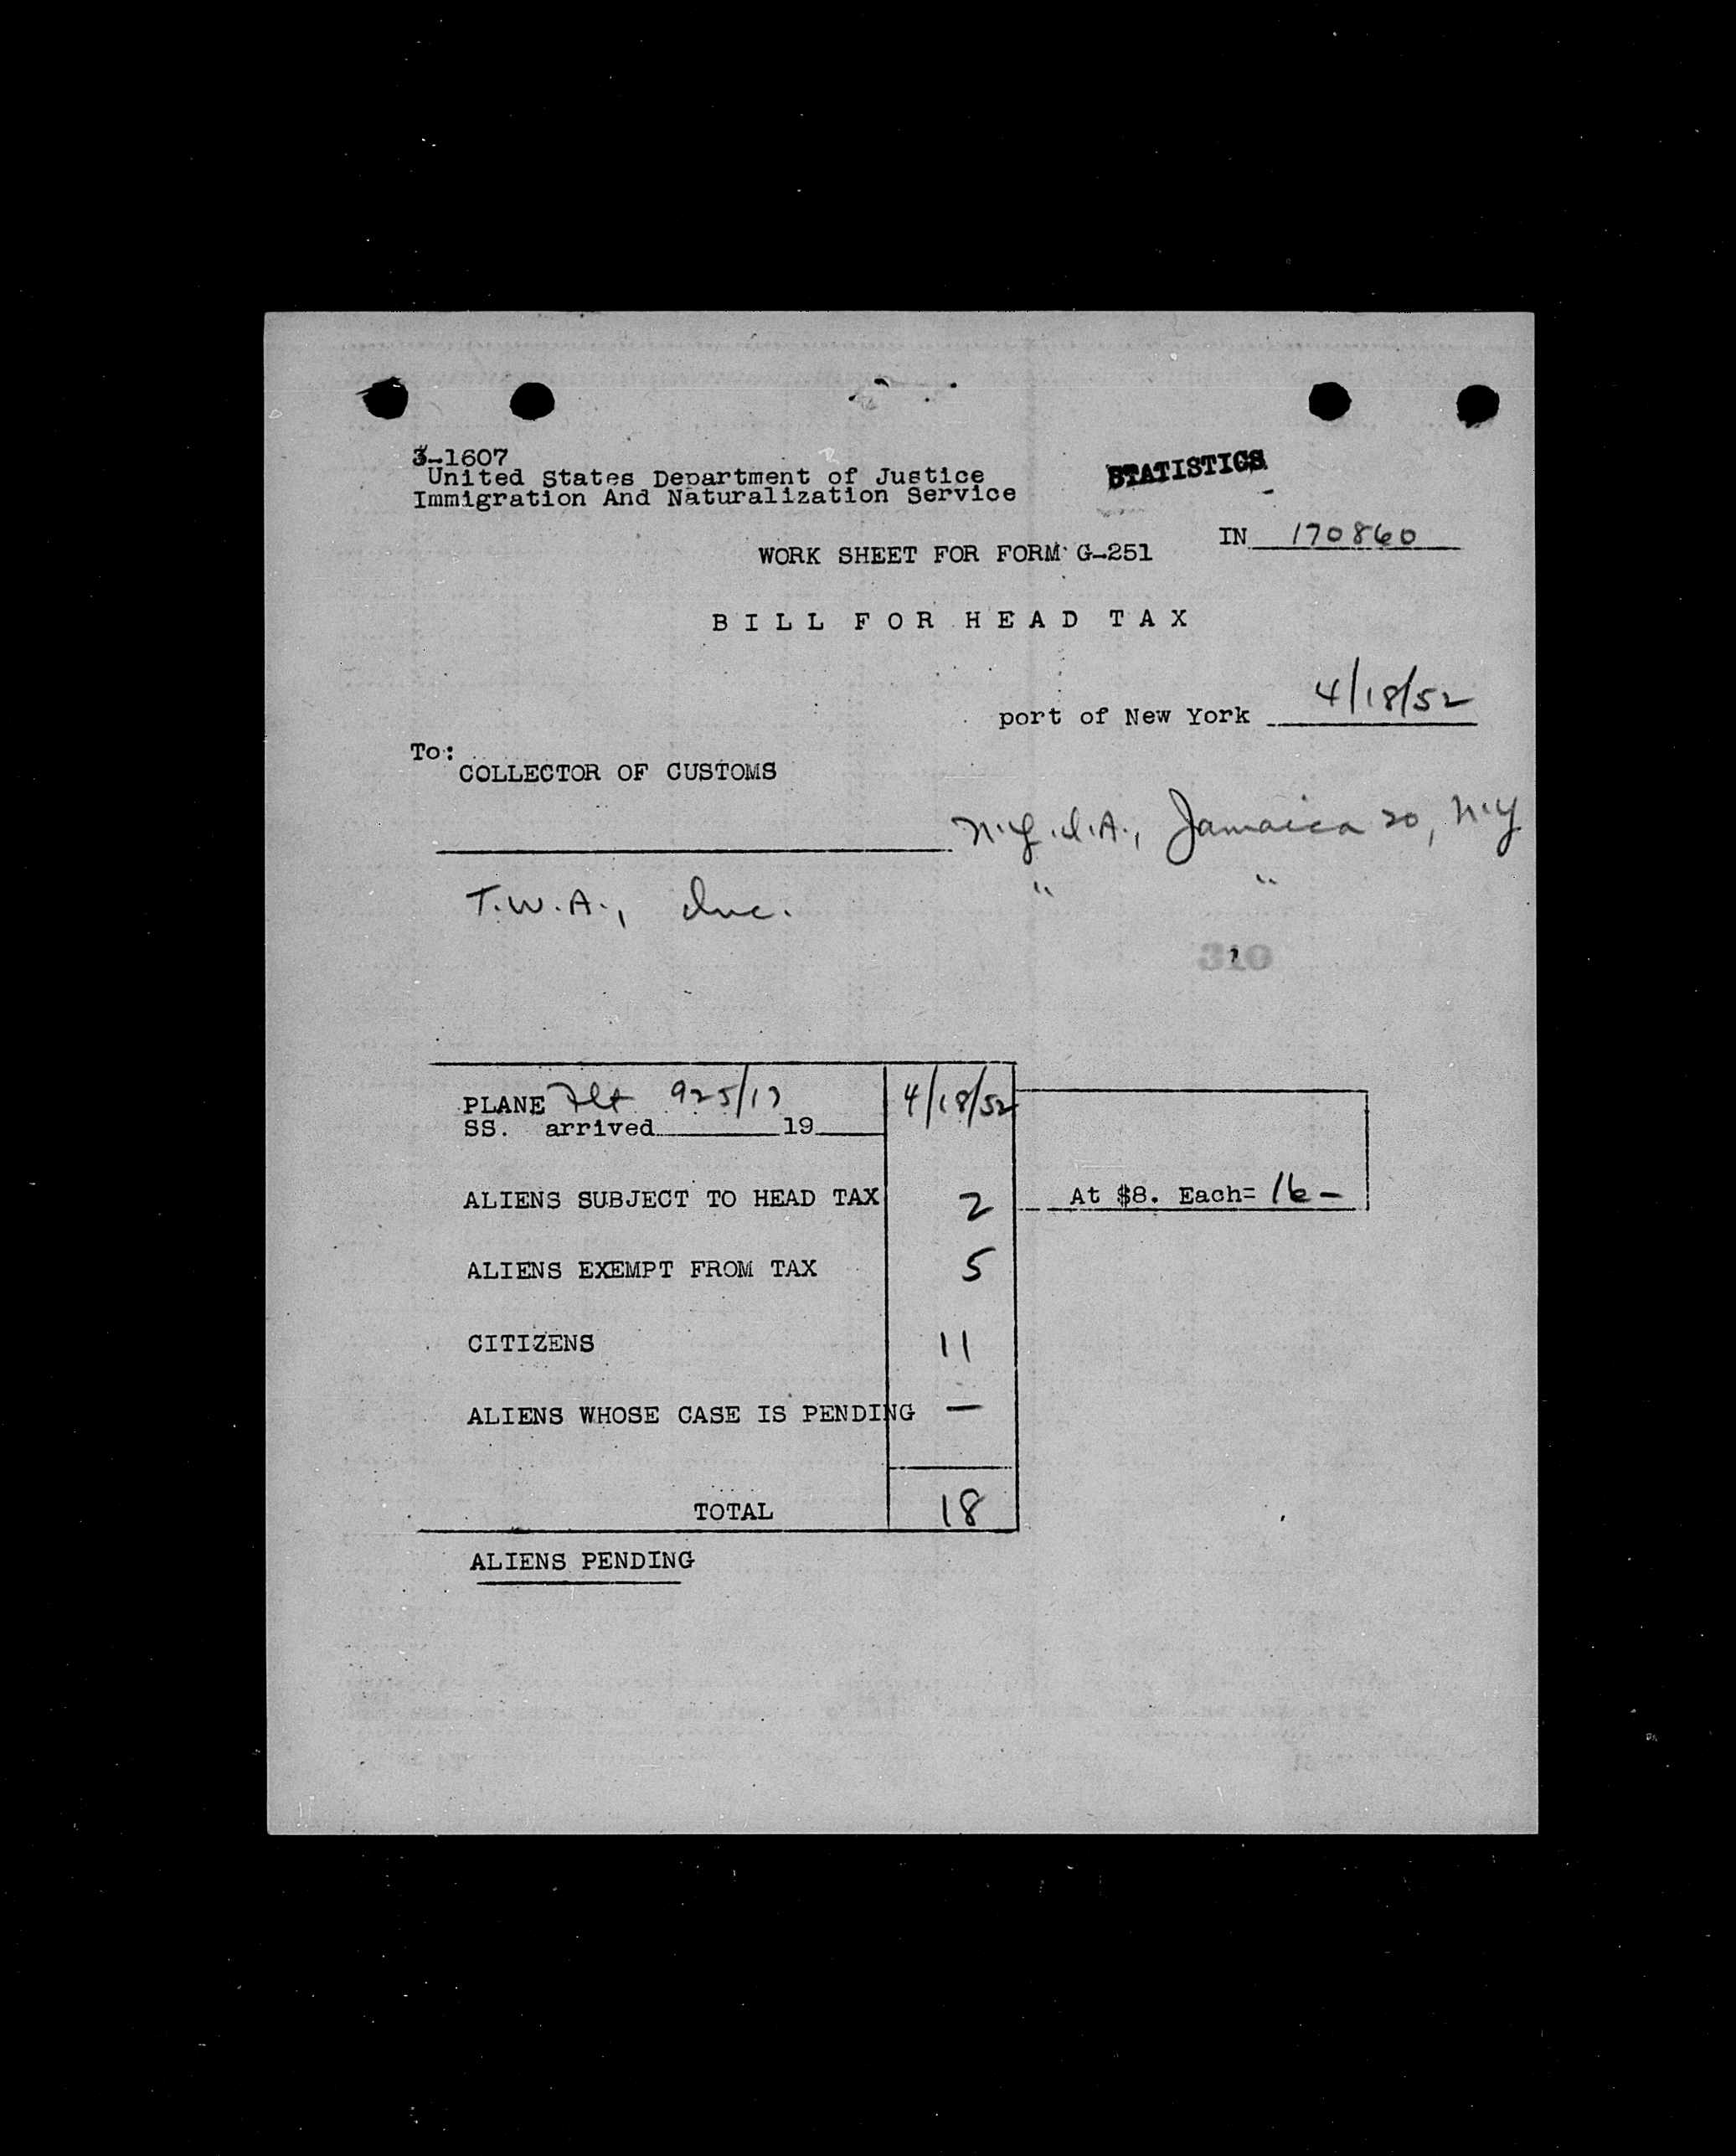 3-1607
United States Department of Justice
Immigration And Naturalization Service
STATISTICS
IN 170860
WORK SHEET FOR FORM G-251
BILL FOR HEAD TAX
port of New York 4/18/52
To:
COLLECTOR OF CUSTOMS
N.Y.I.A., Jamaica 20, N.Y
T.W.A., Inc. " "
310
PLANE Flt 925/17 4/18/52
SS. arrived 19
ALIENS SUBJECT TO HEAD TAX 2 At $8. Each= 16-
ALIENS EXEMPT FROM TAX 5
CITIZENS 11
ALIENS WHOSE CASE IS PENDING —
TOTAL 18
ALIENS PENDING